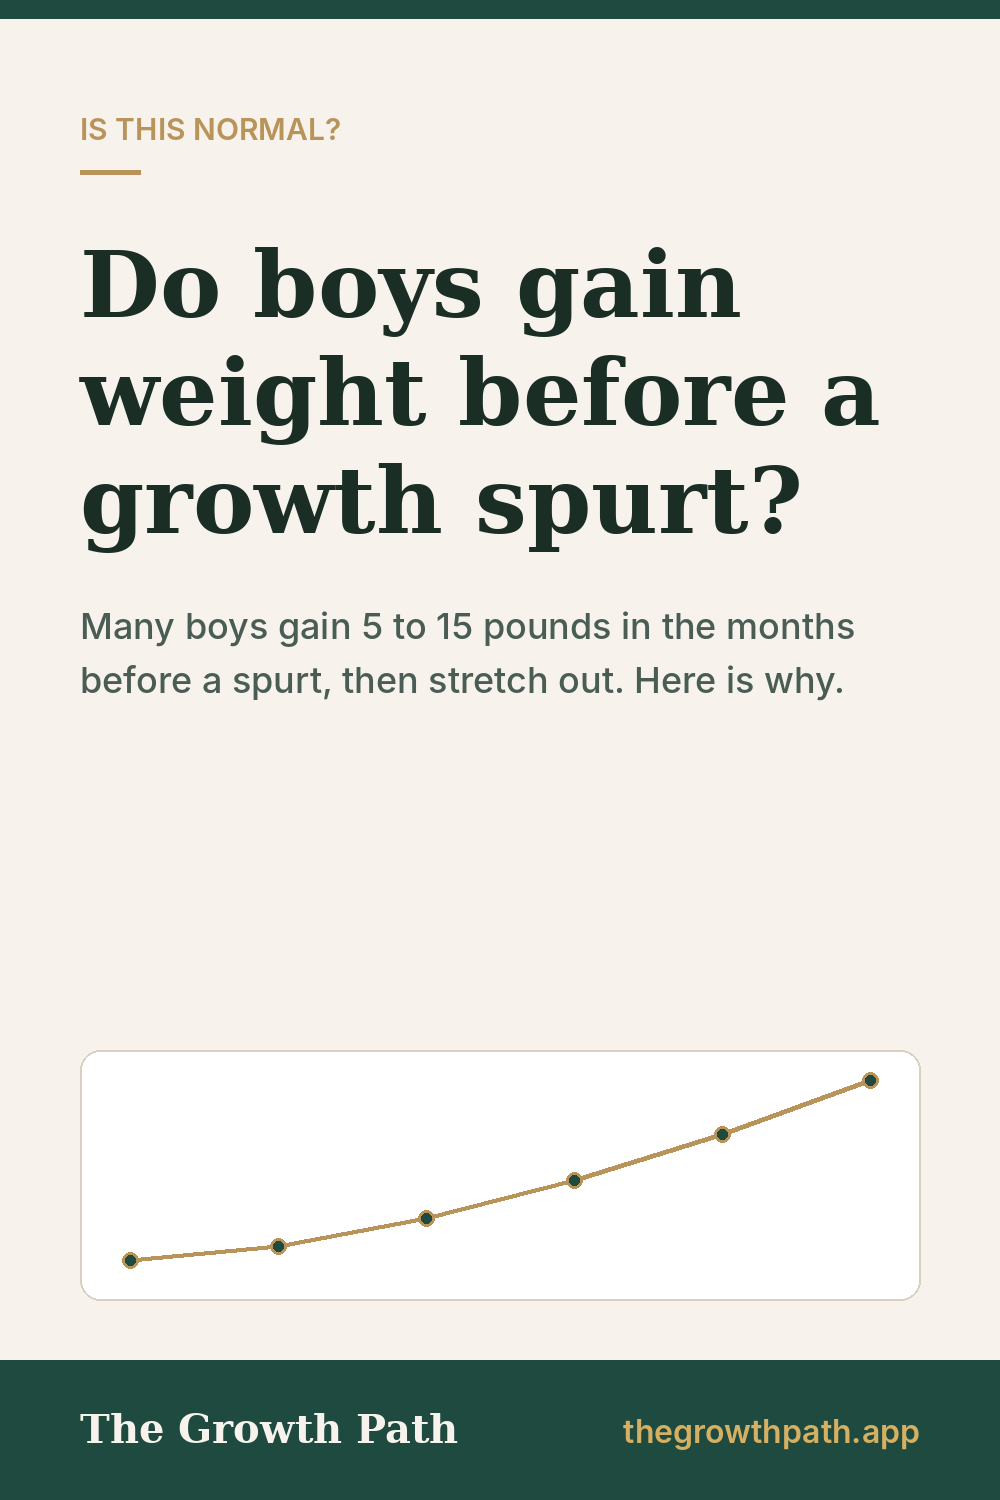 IS THIS NORMAL?
Do boys gain
weight before a
growth spurt?
Many boys gain 5 to 15 pounds in the months
before a spurt, then stretch out. Here is why.
The Growth Path
thegrowthpath.app